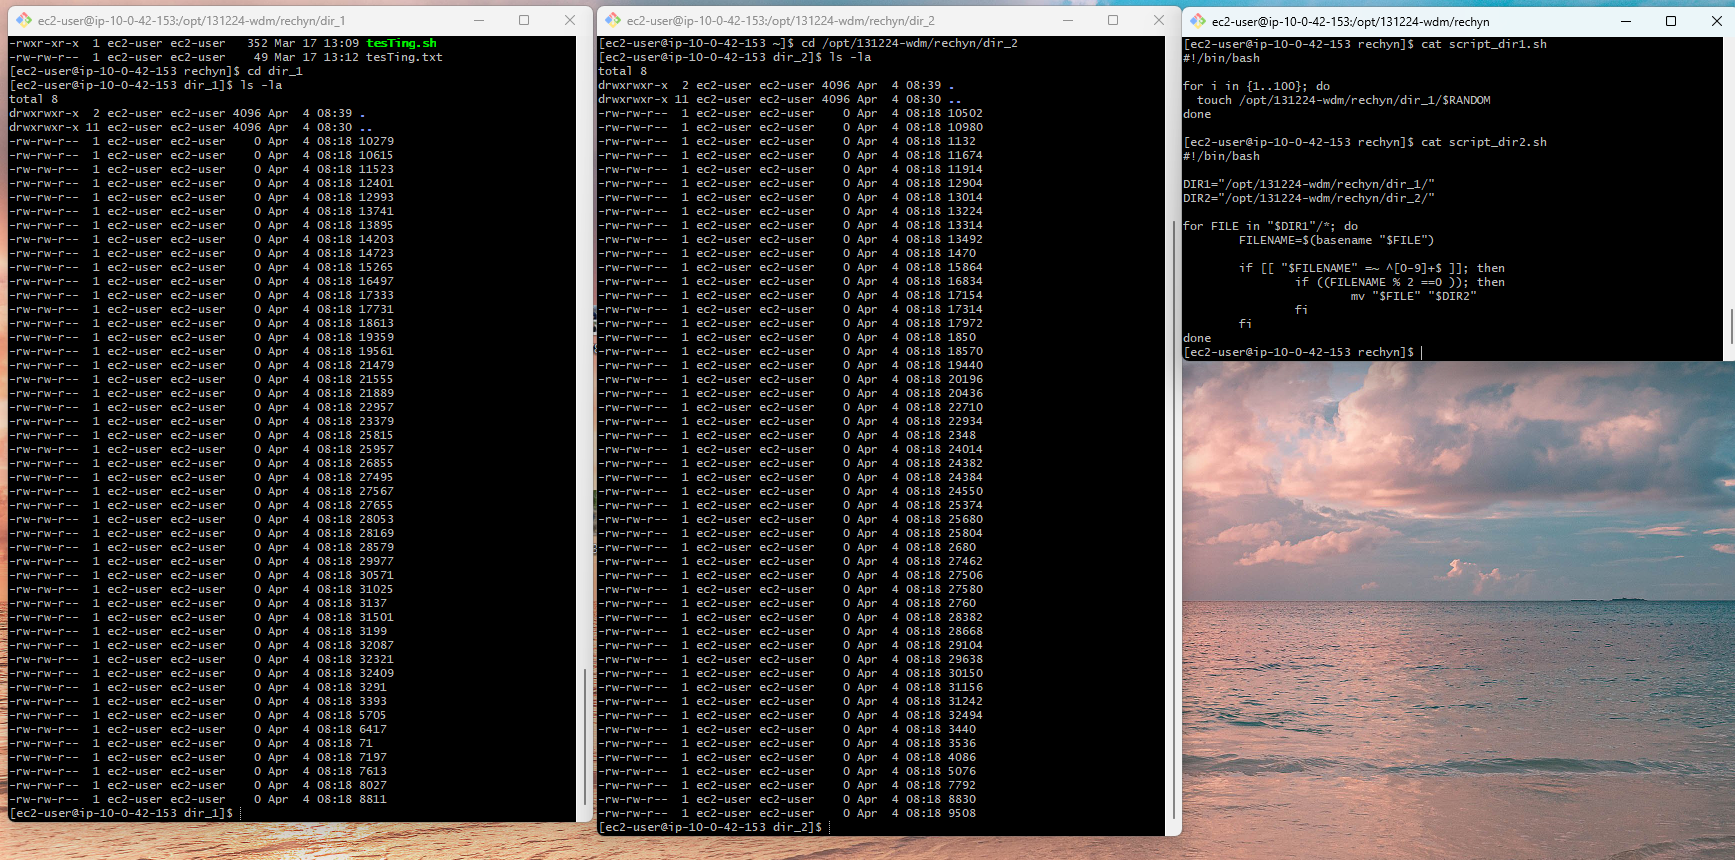 ec2-user@ip-10-0-42-153:/opt/131224-wdm/rechyn/dir_1
-rwxr-xr-x  1 ec2-user ec2-user   352 Mar 17 13:09 tesTing.sh
-rw-rw-r--  1 ec2-user ec2-user    49 Mar 17 13:12 tesTing.txt
[ec2-user@ip-10-0-42-153 rechyn]$ cd dir_1
[ec2-user@ip-10-0-42-153 dir_1]$ ls -la
total 8
drwxrwxr-x  2 ec2-user ec2-user 4096 Apr  4 08:39 .
drwxrwxr-x 11 ec2-user ec2-user 4096 Apr  4 08:30 ..
-rw-rw-r--  1 ec2-user ec2-user    0 Apr  4 08:18 10279
-rw-rw-r--  1 ec2-user ec2-user    0 Apr  4 08:18 10615
-rw-rw-r--  1 ec2-user ec2-user    0 Apr  4 08:18 11523
-rw-rw-r--  1 ec2-user ec2-user    0 Apr  4 08:18 12401
-rw-rw-r--  1 ec2-user ec2-user    0 Apr  4 08:18 12993
-rw-rw-r--  1 ec2-user ec2-user    0 Apr  4 08:18 13741
-rw-rw-r--  1 ec2-user ec2-user    0 Apr  4 08:18 13895
-rw-rw-r--  1 ec2-user ec2-user    0 Apr  4 08:18 14203
-rw-rw-r--  1 ec2-user ec2-user    0 Apr  4 08:18 14723
-rw-rw-r--  1 ec2-user ec2-user    0 Apr  4 08:18 15265
-rw-rw-r--  1 ec2-user ec2-user    0 Apr  4 08:18 16497
-rw-rw-r--  1 ec2-user ec2-user    0 Apr  4 08:18 17333
-rw-rw-r--  1 ec2-user ec2-user    0 Apr  4 08:18 17731
-rw-rw-r--  1 ec2-user ec2-user    0 Apr  4 08:18 18613
-rw-rw-r--  1 ec2-user ec2-user    0 Apr  4 08:18 19359
-rw-rw-r--  1 ec2-user ec2-user    0 Apr  4 08:18 19561
-rw-rw-r--  1 ec2-user ec2-user    0 Apr  4 08:18 21479
-rw-rw-r--  1 ec2-user ec2-user    0 Apr  4 08:18 21555
-rw-rw-r--  1 ec2-user ec2-user    0 Apr  4 08:18 21889
-rw-rw-r--  1 ec2-user ec2-user    0 Apr  4 08:18 22957
-rw-rw-r--  1 ec2-user ec2-user    0 Apr  4 08:18 23379
-rw-rw-r--  1 ec2-user ec2-user    0 Apr  4 08:18 25815
-rw-rw-r--  1 ec2-user ec2-user    0 Apr  4 08:18 25957
-rw-rw-r--  1 ec2-user ec2-user    0 Apr  4 08:18 26855
-rw-rw-r--  1 ec2-user ec2-user    0 Apr  4 08:18 27495
-rw-rw-r--  1 ec2-user ec2-user    0 Apr  4 08:18 27567
-rw-rw-r--  1 ec2-user ec2-user    0 Apr  4 08:18 27655
-rw-rw-r--  1 ec2-user ec2-user    0 Apr  4 08:18 28053
-rw-rw-r--  1 ec2-user ec2-user    0 Apr  4 08:18 28169
-rw-rw-r--  1 ec2-user ec2-user    0 Apr  4 08:18 28579
-rw-rw-r--  1 ec2-user ec2-user    0 Apr  4 08:18 29977
-rw-rw-r--  1 ec2-user ec2-user    0 Apr  4 08:18 30571
-rw-rw-r--  1 ec2-user ec2-user    0 Apr  4 08:18 31025
-rw-rw-r--  1 ec2-user ec2-user    0 Apr  4 08:18 3137
-rw-rw-r--  1 ec2-user ec2-user    0 Apr  4 08:18 31501
-rw-rw-r--  1 ec2-user ec2-user    0 Apr  4 08:18 3199
-rw-rw-r--  1 ec2-user ec2-user    0 Apr  4 08:18 32087
-rw-rw-r--  1 ec2-user ec2-user    0 Apr  4 08:18 32321
-rw-rw-r--  1 ec2-user ec2-user    0 Apr  4 08:18 32409
-rw-rw-r--  1 ec2-user ec2-user    0 Apr  4 08:18 3291
-rw-rw-r--  1 ec2-user ec2-user    0 Apr  4 08:18 3393
-rw-rw-r--  1 ec2-user ec2-user    0 Apr  4 08:18 5705
-rw-rw-r--  1 ec2-user ec2-user    0 Apr  4 08:18 6417
-rw-rw-r--  1 ec2-user ec2-user    0 Apr  4 08:18 71
-rw-rw-r--  1 ec2-user ec2-user    0 Apr  4 08:18 7197
-rw-rw-r--  1 ec2-user ec2-user    0 Apr  4 08:18 7613
-rw-rw-r--  1 ec2-user ec2-user    0 Apr  4 08:18 8027
-rw-rw-r--  1 ec2-user ec2-user    0 Apr  4 08:18 8811
[ec2-user@ip-10-0-42-153 dir_1]$
ec2-user@ip-10-0-42-153:/opt/131224-wdm/rechyn/dir_2
[ec2-user@ip-10-0-42-153 ~]$ cd /opt/131224-wdm/rechyn/dir_2
[ec2-user@ip-10-0-42-153 dir_2]$ ls -la
total 8
drwxrwxr-x  2 ec2-user ec2-user 4096 Apr  4 08:39 .
drwxrwxr-x 11 ec2-user ec2-user 4096 Apr  4 08:30 ..
-rw-rw-r--  1 ec2-user ec2-user    0 Apr  4 08:18 10502
-rw-rw-r--  1 ec2-user ec2-user    0 Apr  4 08:18 10980
-rw-rw-r--  1 ec2-user ec2-user    0 Apr  4 08:18 1132
-rw-rw-r--  1 ec2-user ec2-user    0 Apr  4 08:18 11674
-rw-rw-r--  1 ec2-user ec2-user    0 Apr  4 08:18 11914
-rw-rw-r--  1 ec2-user ec2-user    0 Apr  4 08:18 12904
-rw-rw-r--  1 ec2-user ec2-user    0 Apr  4 08:18 13014
-rw-rw-r--  1 ec2-user ec2-user    0 Apr  4 08:18 13224
-rw-rw-r--  1 ec2-user ec2-user    0 Apr  4 08:18 13314
-rw-rw-r--  1 ec2-user ec2-user    0 Apr  4 08:18 13492
-rw-rw-r--  1 ec2-user ec2-user    0 Apr  4 08:18 1470
-rw-rw-r--  1 ec2-user ec2-user    0 Apr  4 08:18 15864
-rw-rw-r--  1 ec2-user ec2-user    0 Apr  4 08:18 16834
-rw-rw-r--  1 ec2-user ec2-user    0 Apr  4 08:18 17154
-rw-rw-r--  1 ec2-user ec2-user    0 Apr  4 08:18 17314
-rw-rw-r--  1 ec2-user ec2-user    0 Apr  4 08:18 17972
-rw-rw-r--  1 ec2-user ec2-user    0 Apr  4 08:18 1850
-rw-rw-r--  1 ec2-user ec2-user    0 Apr  4 08:18 18570
-rw-rw-r--  1 ec2-user ec2-user    0 Apr  4 08:18 19440
-rw-rw-r--  1 ec2-user ec2-user    0 Apr  4 08:18 20196
-rw-rw-r--  1 ec2-user ec2-user    0 Apr  4 08:18 20436
-rw-rw-r--  1 ec2-user ec2-user    0 Apr  4 08:18 22710
-rw-rw-r--  1 ec2-user ec2-user    0 Apr  4 08:18 22934
-rw-rw-r--  1 ec2-user ec2-user    0 Apr  4 08:18 2348
-rw-rw-r--  1 ec2-user ec2-user    0 Apr  4 08:18 24014
-rw-rw-r--  1 ec2-user ec2-user    0 Apr  4 08:18 24382
-rw-rw-r--  1 ec2-user ec2-user    0 Apr  4 08:18 24384
-rw-rw-r--  1 ec2-user ec2-user    0 Apr  4 08:18 24550
-rw-rw-r--  1 ec2-user ec2-user    0 Apr  4 08:18 25374
-rw-rw-r--  1 ec2-user ec2-user    0 Apr  4 08:18 25680
-rw-rw-r--  1 ec2-user ec2-user    0 Apr  4 08:18 25804
-rw-rw-r--  1 ec2-user ec2-user    0 Apr  4 08:18 2680
-rw-rw-r--  1 ec2-user ec2-user    0 Apr  4 08:18 27462
-rw-rw-r--  1 ec2-user ec2-user    0 Apr  4 08:18 27506
-rw-rw-r--  1 ec2-user ec2-user    0 Apr  4 08:18 27580
-rw-rw-r--  1 ec2-user ec2-user    0 Apr  4 08:18 2760
-rw-rw-r--  1 ec2-user ec2-user    0 Apr  4 08:18 28382
-rw-rw-r--  1 ec2-user ec2-user    0 Apr  4 08:18 28668
-rw-rw-r--  1 ec2-user ec2-user    0 Apr  4 08:18 29104
-rw-rw-r--  1 ec2-user ec2-user    0 Apr  4 08:18 29638
-rw-rw-r--  1 ec2-user ec2-user    0 Apr  4 08:18 30150
-rw-rw-r--  1 ec2-user ec2-user    0 Apr  4 08:18 31156
-rw-rw-r--  1 ec2-user ec2-user    0 Apr  4 08:18 31242
-rw-rw-r--  1 ec2-user ec2-user    0 Apr  4 08:18 32494
-rw-rw-r--  1 ec2-user ec2-user    0 Apr  4 08:18 3440
-rw-rw-r--  1 ec2-user ec2-user    0 Apr  4 08:18 3536
-rw-rw-r--  1 ec2-user ec2-user    0 Apr  4 08:18 4086
-rw-rw-r--  1 ec2-user ec2-user    0 Apr  4 08:18 5076
-rw-rw-r--  1 ec2-user ec2-user    0 Apr  4 08:18 7792
-rw-rw-r--  1 ec2-user ec2-user    0 Apr  4 08:18 8830
-rw-rw-r--  1 ec2-user ec2-user    0 Apr  4 08:18 9508
[ec2-user@ip-10-0-42-153 dir_2]$
ec2-user@ip-10-0-42-153:/opt/131224-wdm/rechyn
[ec2-user@ip-10-0-42-153 rechyn]$ cat script_dir1.sh
#!/bin/bash
for i in {1..100}; do
  touch /opt/131224-wdm/rechyn/dir_1/$RANDOM
done
[ec2-user@ip-10-0-42-153 rechyn]$ cat script_dir2.sh
#!/bin/bash
DIR1="/opt/131224-wdm/rechyn/dir_1/"
DIR2="/opt/131224-wdm/rechyn/dir_2/"
for FILE in "$DIR1"/*; do
        FILENAME=$(basename "$FILE")
        if [[ "$FILENAME" =~ ^[0-9]+$ ]]; then
                if ((FILENAME % 2 ==0 )); then
                        mv "$FILE" "$DIR2"
                fi
        fi
done
[ec2-user@ip-10-0-42-153 rechyn]$